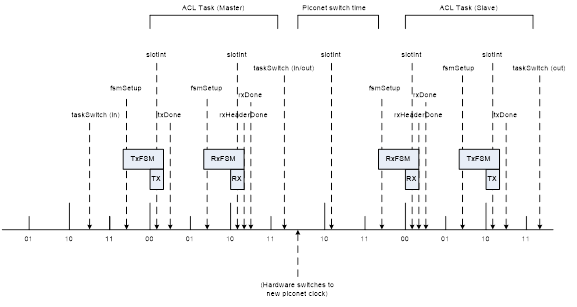 ACL Task (Master)
Piconet switch time
ACL Task (Slave)
slotInt
slotInt
slotInt
slotInt
slotInt
taskSwitch (in/out)
taskSwitch (out)
fsmSetup
fsmSetup
rxDone
fsmSetup
rxDone
fsmSetup
taskSwitch (in)
txDone
rxHeaderDone
rxHeaderDone
txDone
TxFSM
RxFSM
RxFSM
TxFSM
TX
RX
RX
TX
01
10
11
00
01
10
11
10
11
00
01
10
11
(Hardware switches to
new piconet clock)